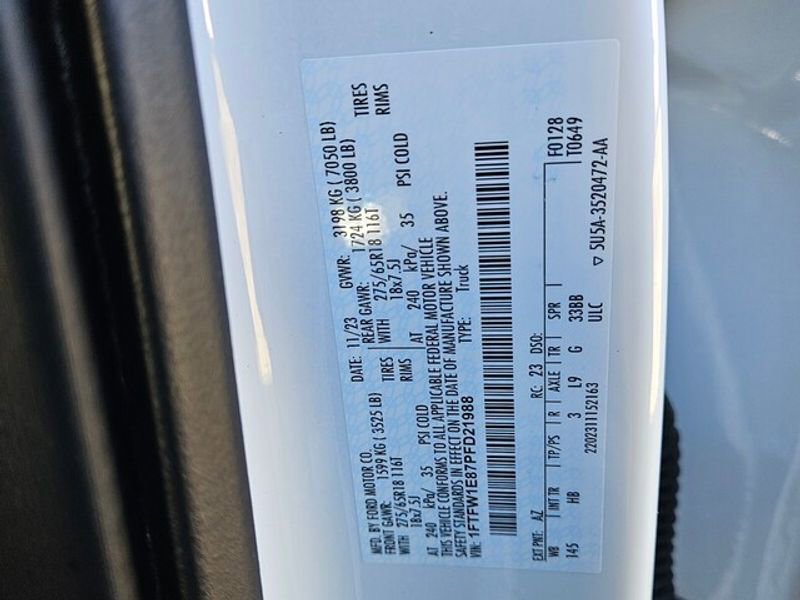 MFD. BY FORD MOTOR CO.
DATE: 11/23 GVWR: 3198 KG ( 7050 LB)
FRONT GAWR: 1599 KG ( 3525 LB) REAR GAWR: 1724 KG ( 3800 LB)
WITH 275/65R18 116T TIRES WITH 275/65R18 116T TIRES
18x7.5J RIMS 18x7.5J RIMS
AT 240 kPa/ 35 PSI COLD AT 240 kPa/ 35 PSI COLD
THIS VEHICLE CONFORMS TO ALL APPLICABLE FEDERAL MOTOR VEHICLE
SAFETY STANDARDS IN EFFECT ON THE DATE OF MANUFACTURE SHOWN ABOVE.
VIN: 1FTFW1E87PFD21988 TYPE: Truck
EXT PNT: AZ RC: 23 DSO: F0128
WB INT TR TP/PS R AXLE TR SPR T0649
145 HB 3 L9 G 33BB
2202311152163 ULC
▽ 5U5A-3520472-AA